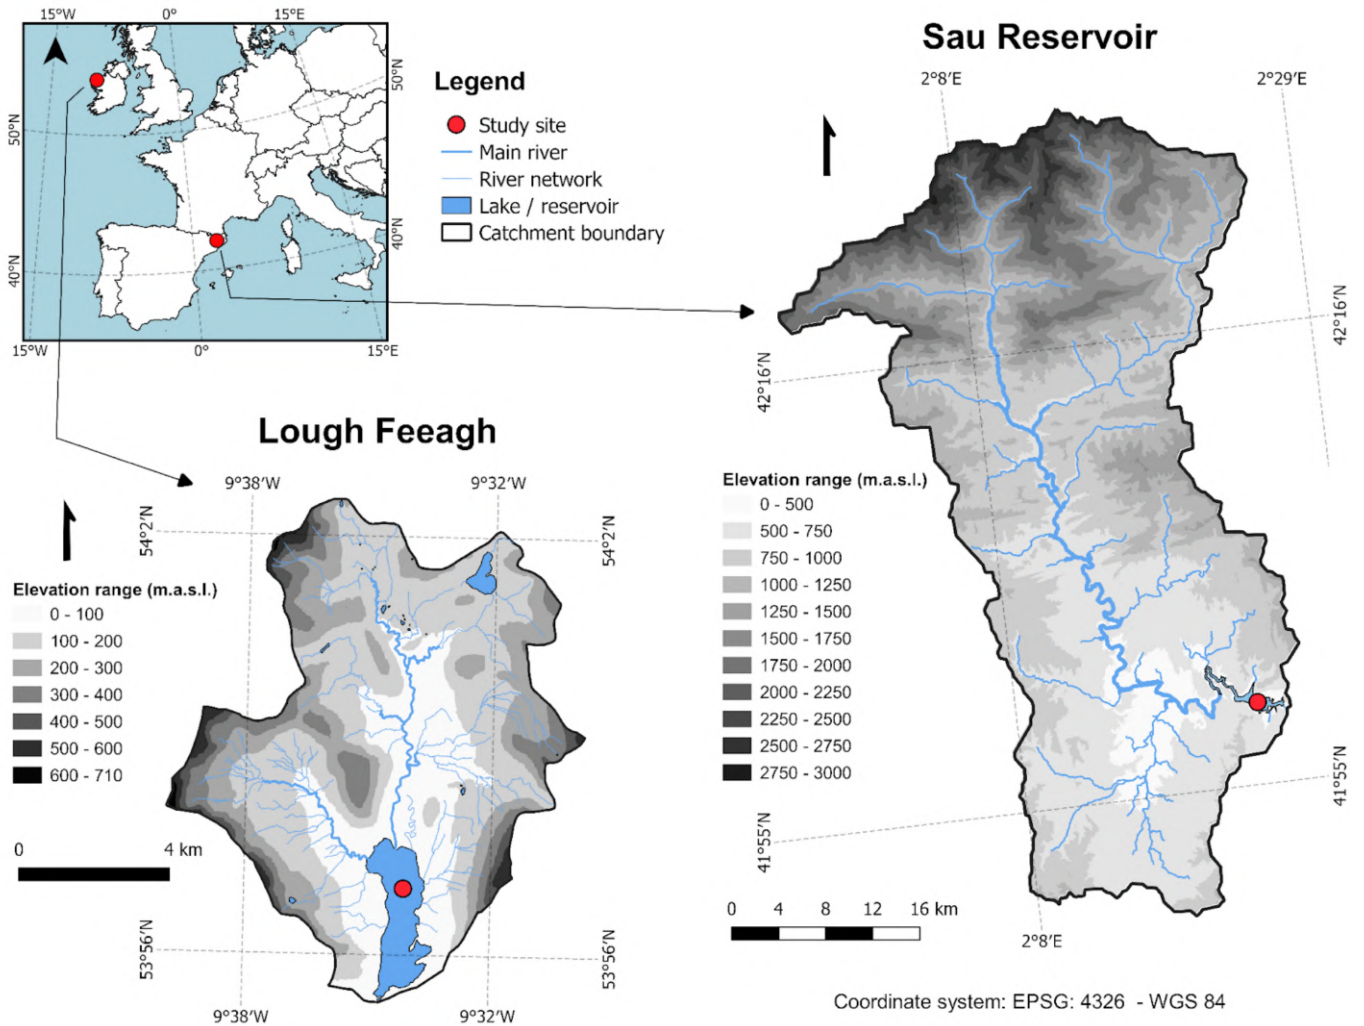 15°W 0° 15°E
50°N
50°N
40°N
40°N
15°W 0° 15°E
Legend
Study site
Main river
River network
Lake / reservoir
Catchment boundary
Sau Reservoir
2°8'E 2°29'E
42°16'N
42°16'N
Elevation range (m.a.s.l.)
0 - 500
500 - 750
750 - 1000
1000 - 1250
1250 - 1500
1500 - 1750
1750 - 2000
2000 - 2250
2250 - 2500
2500 - 2750
2750 - 3000
41°55'N
41°55'N
0 4 8 12 16 km
2°8'E
Lough Feeagh
9°38'W 9°32'W
54°2'N
54°2'N
Elevation range (m.a.s.l.)
0 - 100
100 - 200
200 - 300
300 - 400
400 - 500
500 - 600
600 - 710
0 4 km
53°56'N
53°56'N
9°38'W 9°32'W
Coordinate system: EPSG: 4326 - WGS 84